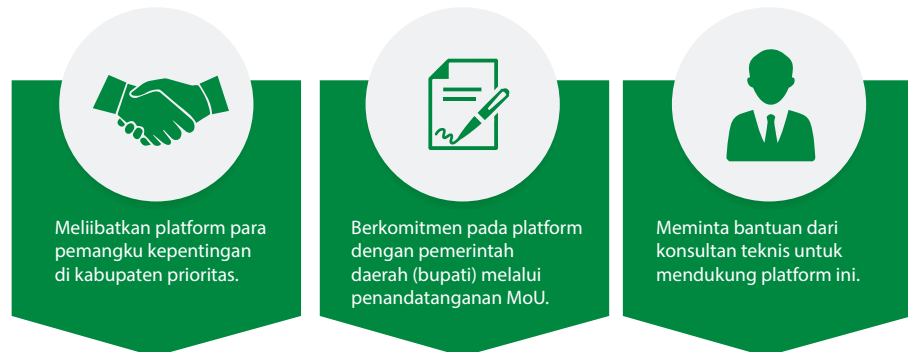 Meliibatkan platform para
pemangku kepentingan
di kabupaten prioritas.
Berkomitmen pada platform
dengan pemerintah
daerah (bupati) melalui
penandatanganan MoU.
Meminta bantuan dari
konsultan teknis untuk
mendukung platform ini.